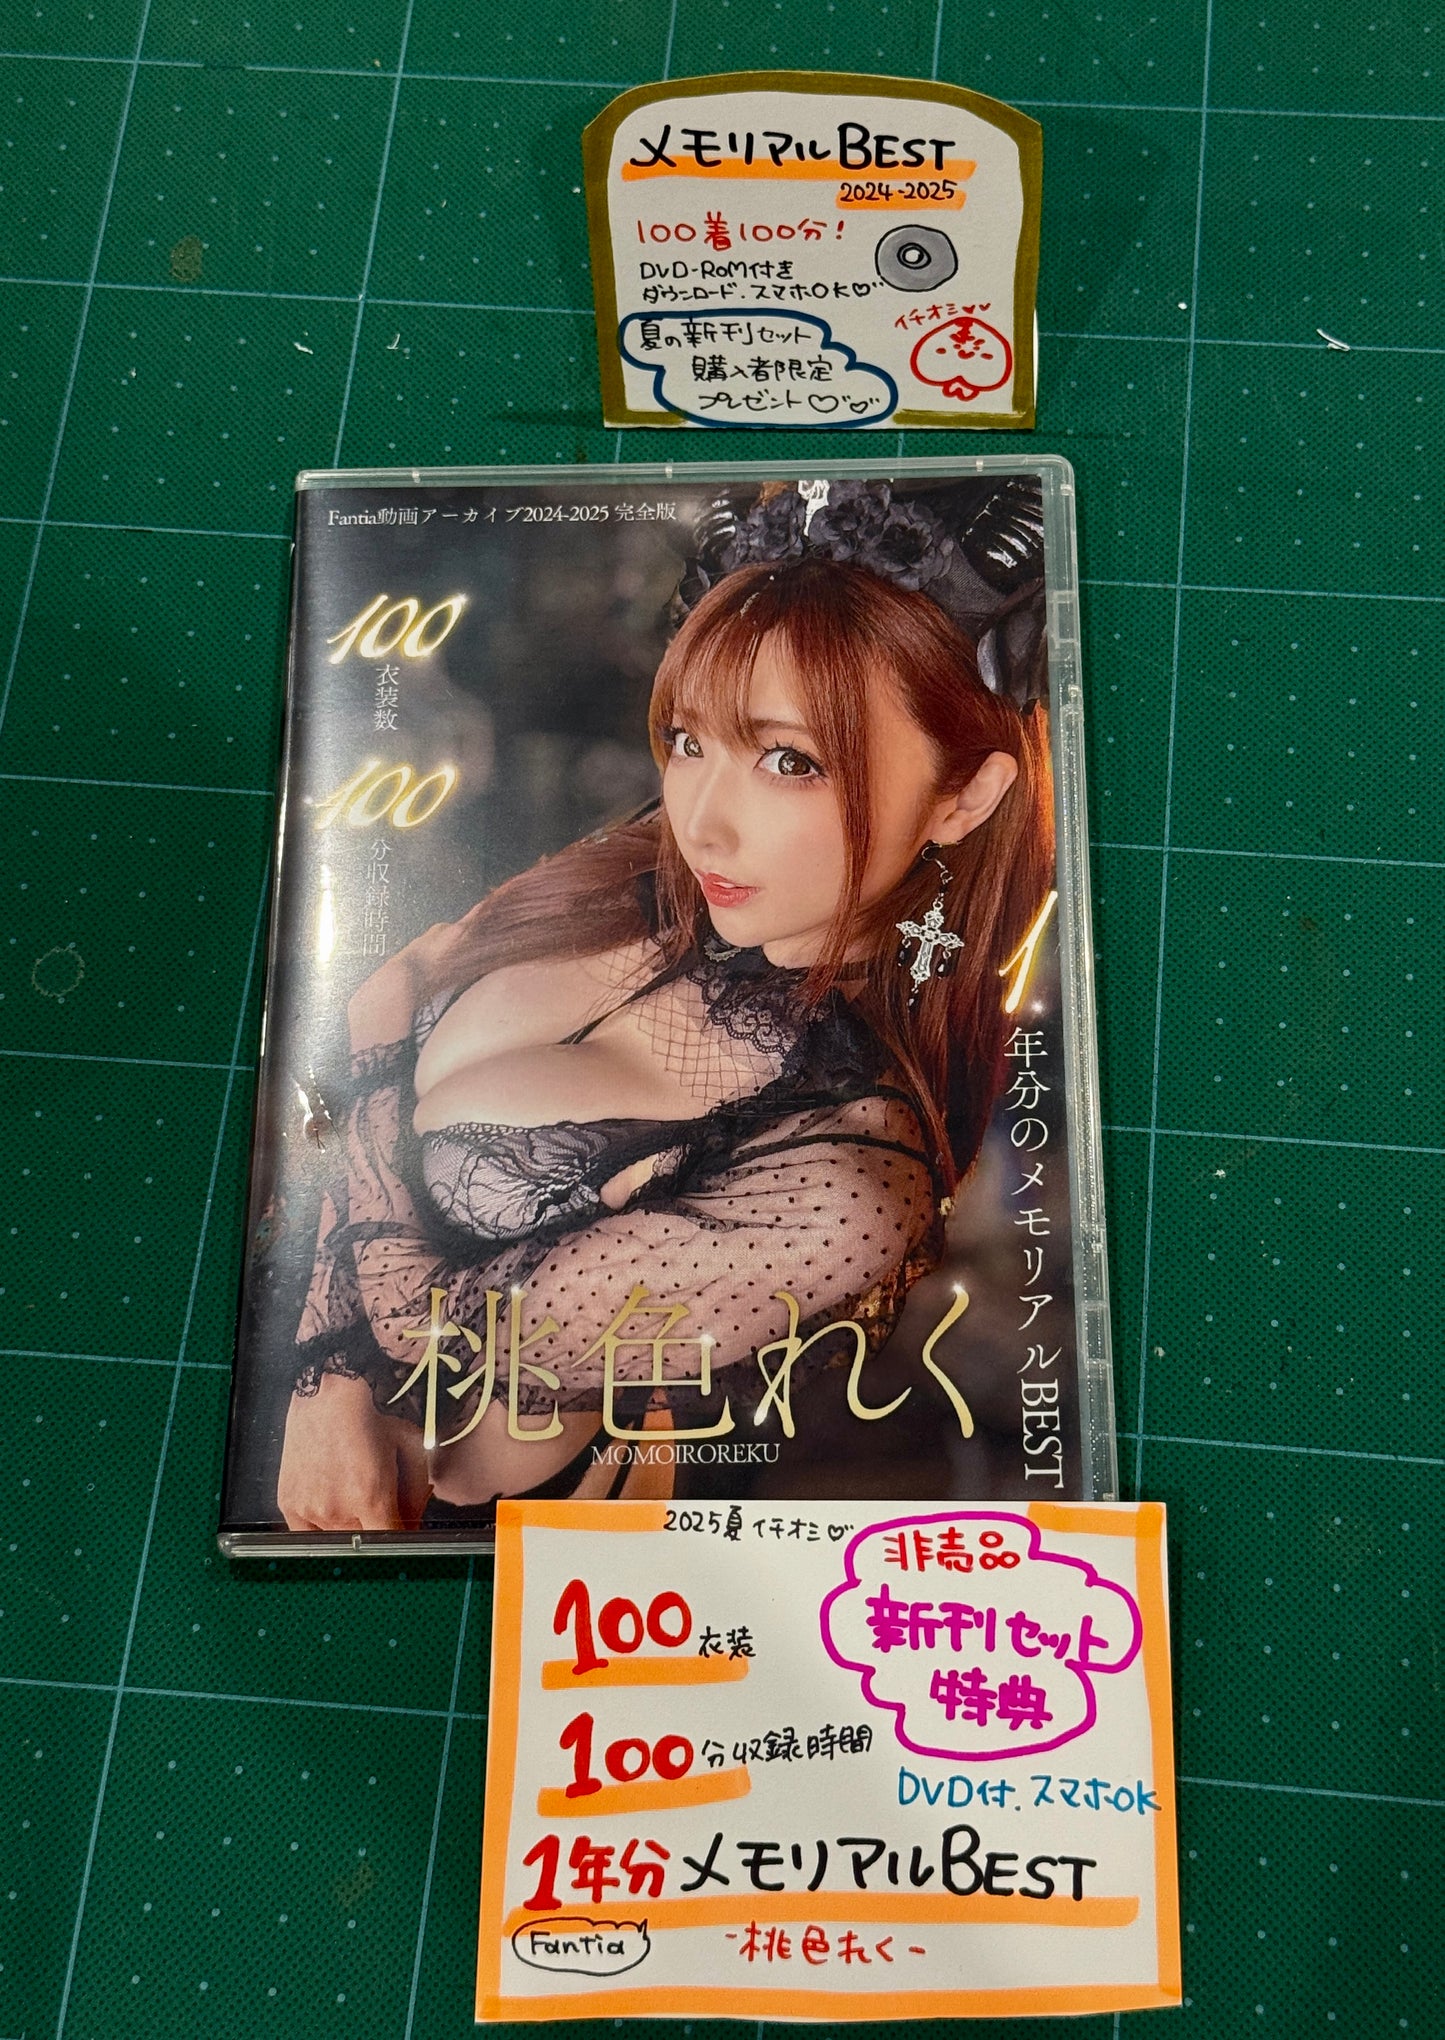 メモリアルBEST
2024-2025
100着100分!
DVD-ROM付き
ダウンロード.スマホOK♡
イチオシ♡♡
夏の新刊セット
購入者限定
プレゼント♡♡
Fantia動画アーカイブ2024-2025 完全版
100
衣装数
100
分収録時間
1
年分のメモリアルBEST
桃色れく
MOMOIROREKU
2025夏イチオシ♡
非売品
新刊セット
特典
100衣装
100分収録時間
DVD付.スマホOK
1年分メモリアルBEST
Fantia
-桃色れく-